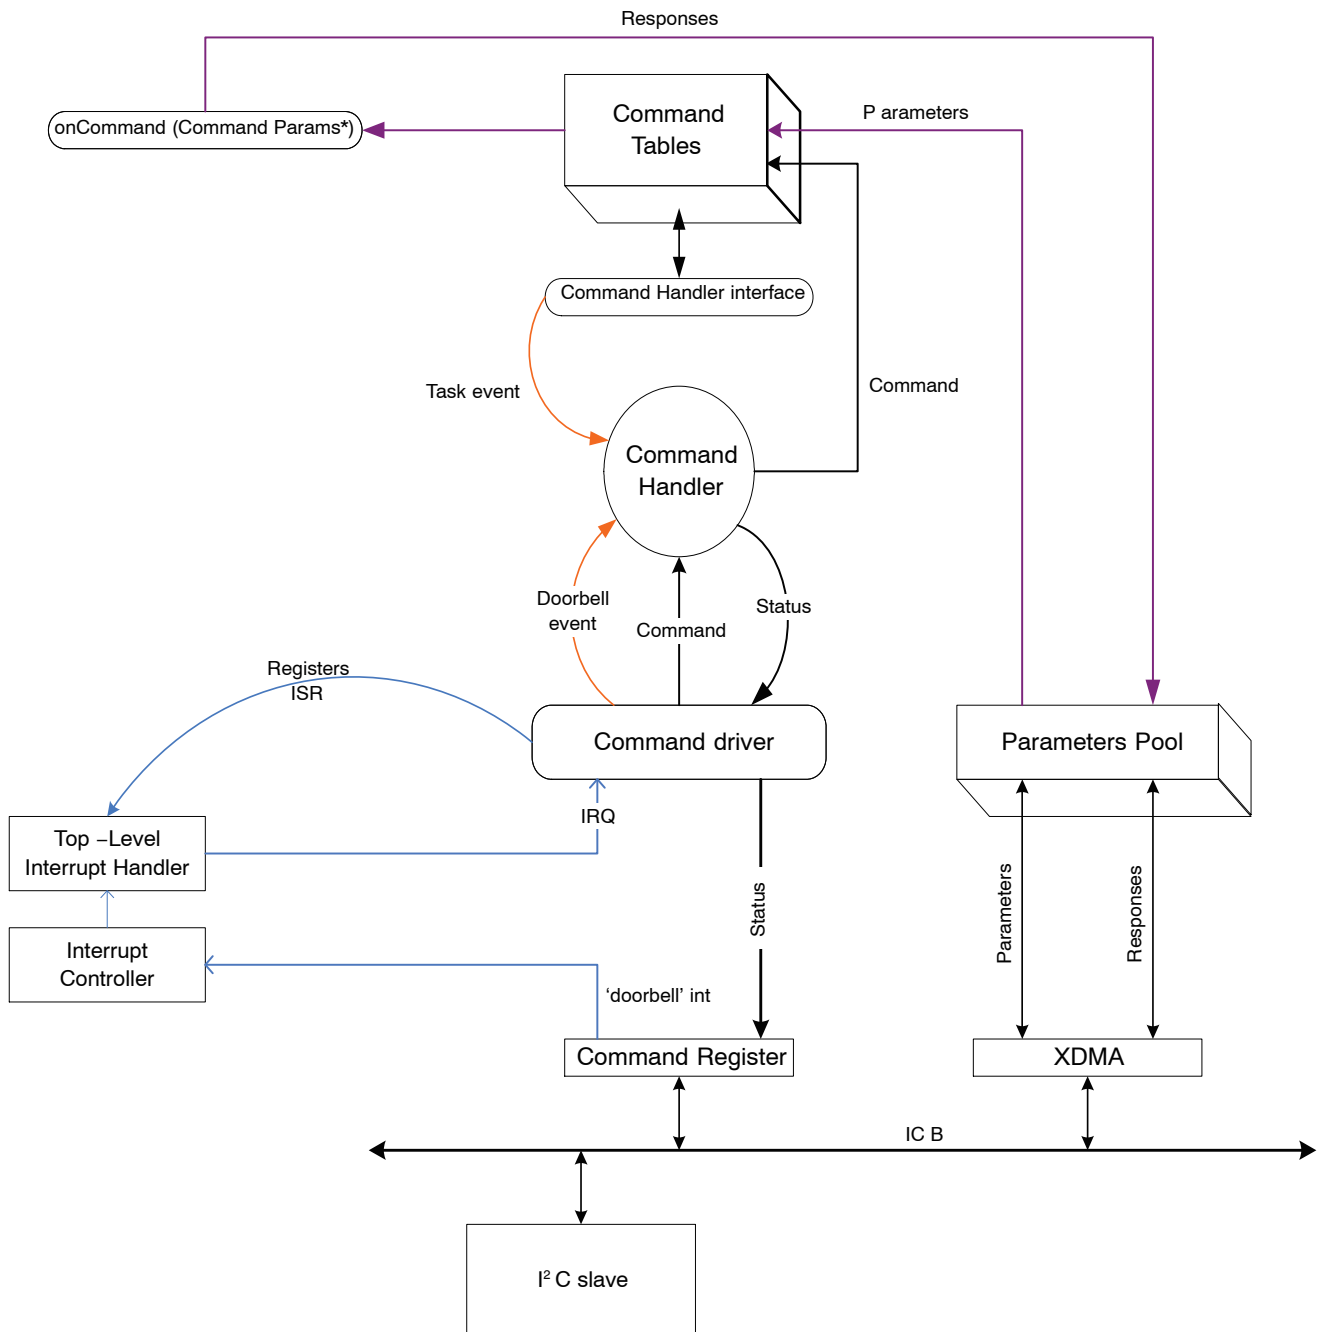 Responses
onCommand (Command Params*)
Command
Tables
P arameters
Command Handler interface
Task event
Command
Command
Handler
Doorbell
event
Command
Status
Registers
ISR
Command driver
Parameters Pool
IRQ
Top –Level
Interrupt Handler
Status
Parameters
Responses
Interrupt
Controller
‘doorbell’ int
Command Register
XDMA
IC B
I² C slave